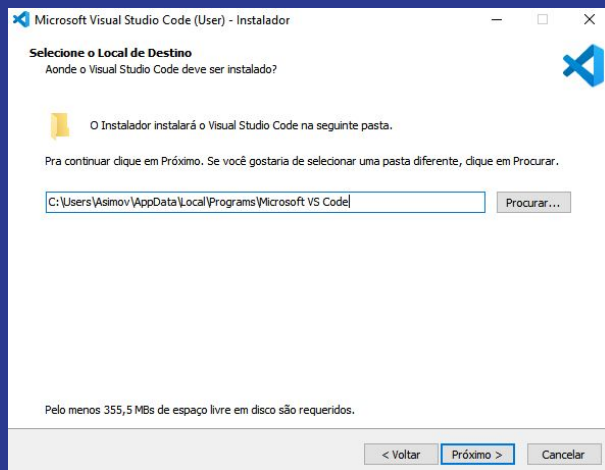 Microsoft Visual Studio Code (User) - Instalador
Selecione o Local de Destino
Aonde o Visual Studio Code deve ser instalado?
O Instalador instalará o Visual Studio Code na seguinte pasta.
Pra continuar clique em Próximo. Se você gostaria de selecionar uma pasta diferente, clique em Procurar.
C:\Users\Asimov\AppData\Local\Programs\Microsoft VS Code
Procurar...
Pelo menos 355,5 MBs de espaço livre em disco são requeridos.
< Voltar
Próximo >
Cancelar